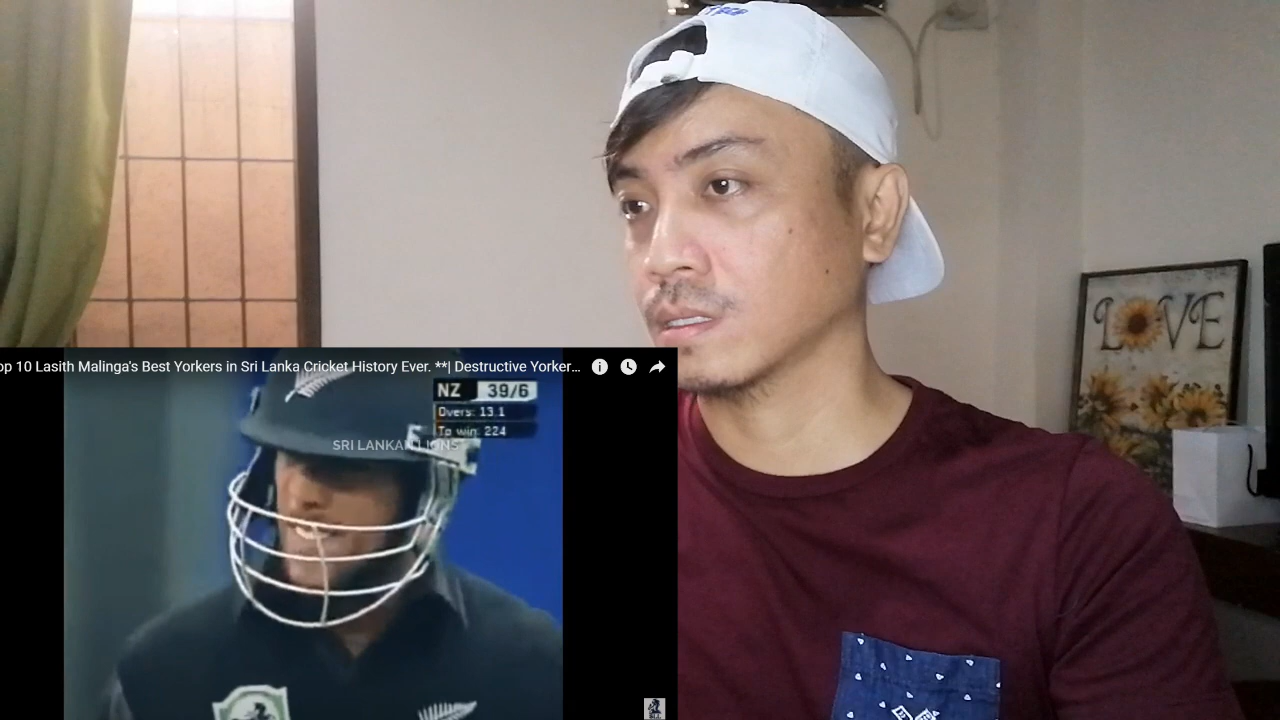 op 10 Lasith Malinga's Best Yorkers in Sri Lanka Cricket History Ever. **| Destructive Yorker...
NZ 39/6
Overs: 13.1
To win: 224
SRI LANKAN LIONS
LOVE